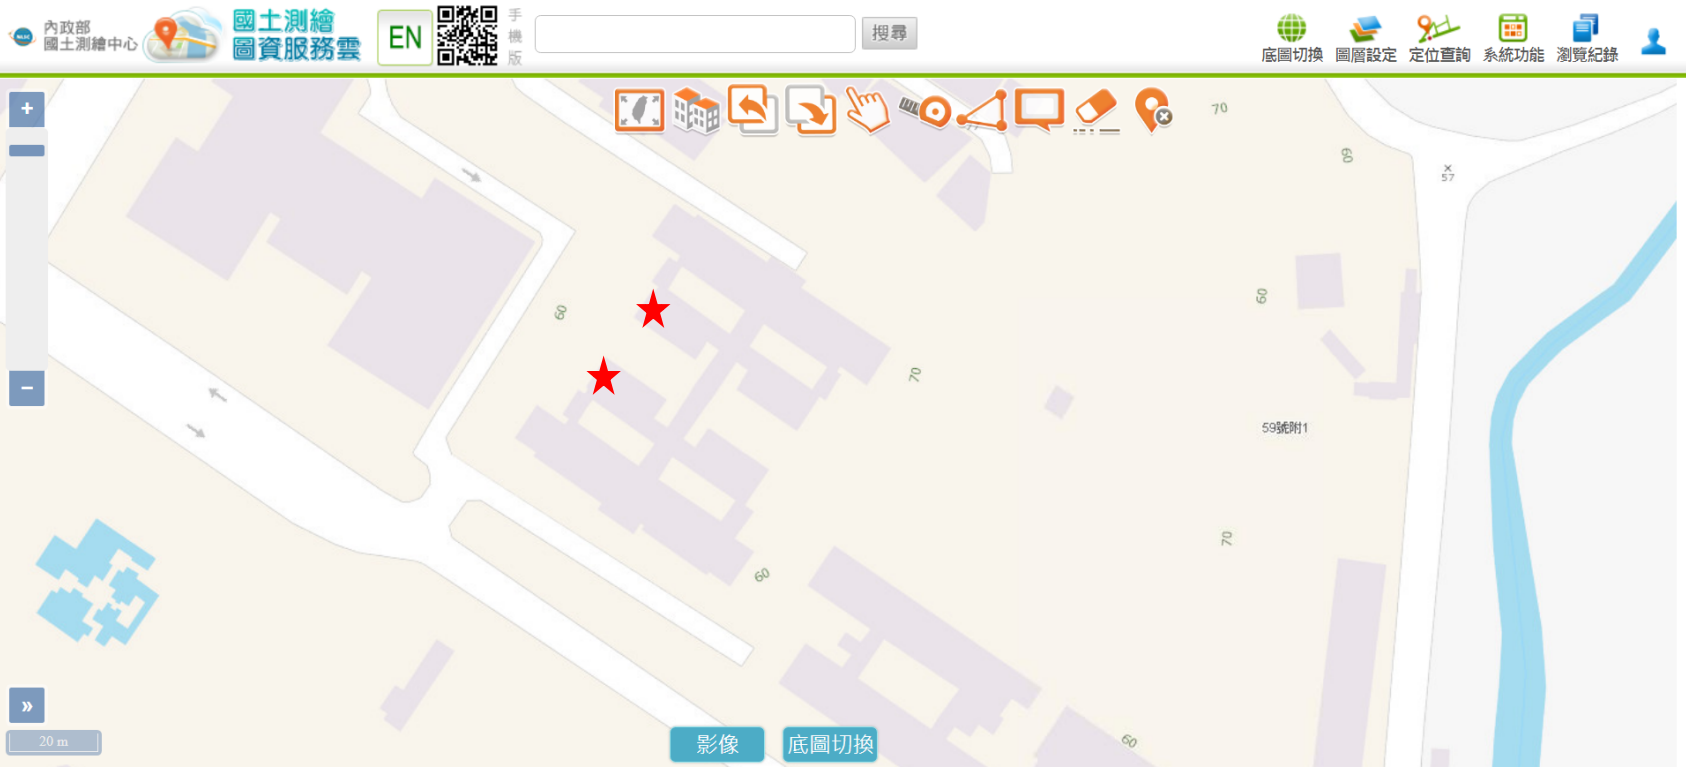 內政部
國土測繪中心
國土測繪
圖資服務雲
EN
手
機
版
搜尋
底圖切換
圖層設定
定位查詢
系統功能
瀏覽紀錄
+
70
60
57
60
60
70
−
59號附1
70
60
»
60
20 m
影像
底圖切換